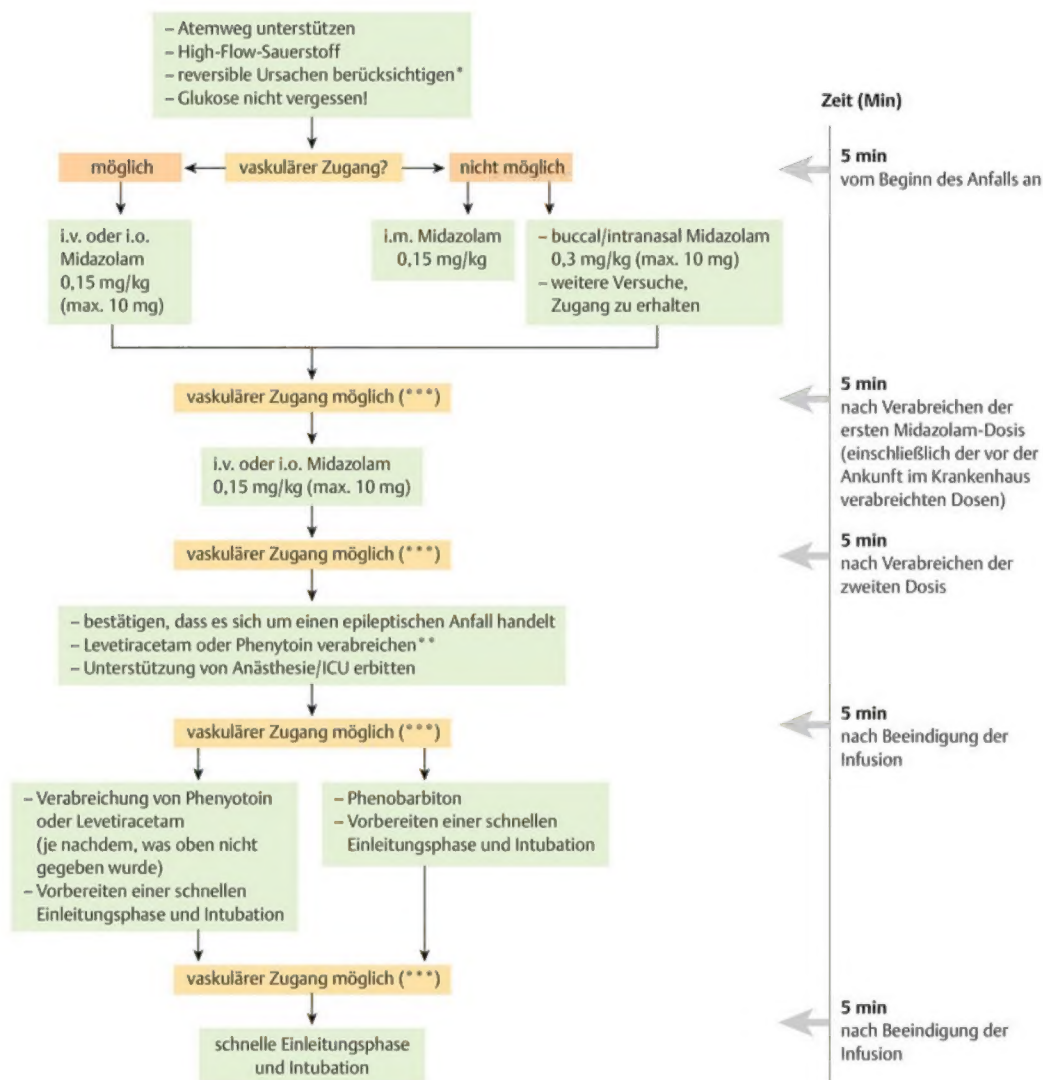 – Atemweg unterstützen
– High-Flow-Sauerstoff
– reversible Ursachen berücksichtigen*
– Glukose nicht vergessen!
Zeit (Min)
möglich
vaskulärer Zugang?
nicht möglich
5 min
vom Beginn des Anfalls an
i.v. oder i.o.
Midazolam
0,15 mg/kg
(max. 10 mg)
i.m. Midazolam
0,15 mg/kg
– buccal/intranasal Midazolam
0,3 mg/kg (max. 10 mg)
– weitere Versuche,
Zugang zu erhalten
vaskulärer Zugang möglich (***)
5 min
nach Verabreichen der
ersten Midazolam-Dosis
(einschließlich der vor der
Ankunft im Krankenhaus
verabreichten Dosen)
i.v. oder i.o. Midazolam
0,15 mg/kg (max. 10 mg)
vaskulärer Zugang möglich (***)
5 min
nach Verabreichen der
zweiten Dosis
– bestätigen, dass es sich um einen epileptischen Anfall handelt
– Levetiracetam oder Phenytoin verabreichen**
– Unterstützung von Anästhesie/ICU erbitten
vaskulärer Zugang möglich (***)
5 min
nach Beeindigung der
Infusion
– Verabreichung von Phenyotoin
oder Levetiracetam
(je nachdem, was oben nicht
gegeben wurde)
– Vorbereiten einer schnellen
Einleitungsphase und Intubation
– Phenobarbiton
– Vorbereiten einer schnellen
Einleitungsphase und Intubation
vaskulärer Zugang möglich (***)
5 min
nach Beeindigung der
Infusion
schnelle Einleitungsphase
und Intubation